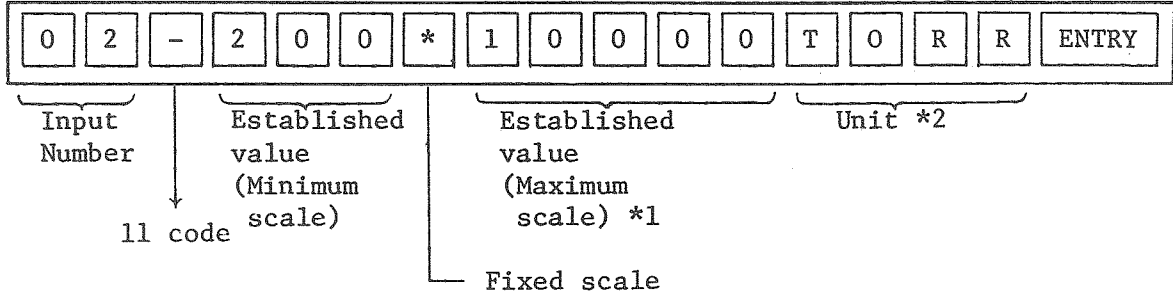 0 2 - 2 0 0 * 1 0 0 0 0 T O R R ENTRY
Input Number
Established value (Minimum scale)
Established value (Maximum scale) *1
Unit *2
11 code
Fixed scale